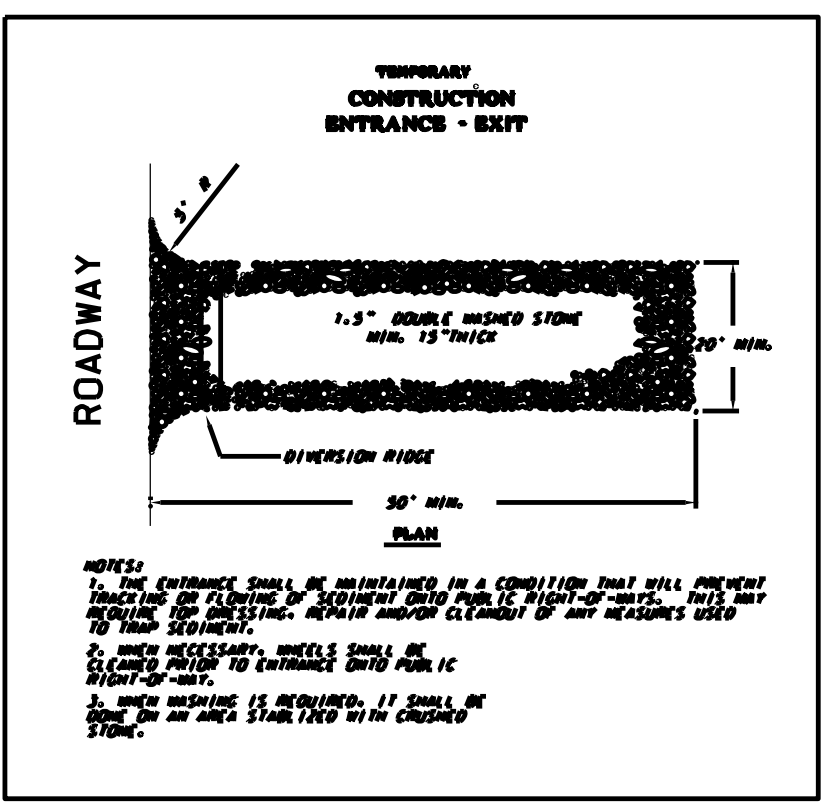 TEMPORARY
CONSTRUCTION
ENTRANCE - EXIT
5' R
ROADWAY
1.5" DOUBLE WASHED STONE
MIN. 15"THICK
20' MIN.
DIVERSION RIDGE
50' MIN.
PLAN
NOTES:
1. THE ENTRANCE SHALL BE MAINTAINED IN A CONDITION THAT WILL PREVENT
TRACKING OR FLOWING OF SEDIMENT ONTO PUBLIC RIGHT-OF-WAYS. THIS MAY
REQUIRE TOP DRESSING, REPAIR AND/OR CLEANOUT OF ANY MEASURES USED
TO TRAP SEDIMENT.
2. WHEN NECESSARY, WHEELS SHALL BE
CLEANED PRIOR TO ENTRANCE ONTO PUBLIC
RIGHT-OF-WAY.
3. WHEN WASHING IS REQUIRED, IT SHALL BE
DONE ON AN AREA STABLIZED WITH CRUSHED
STONE.